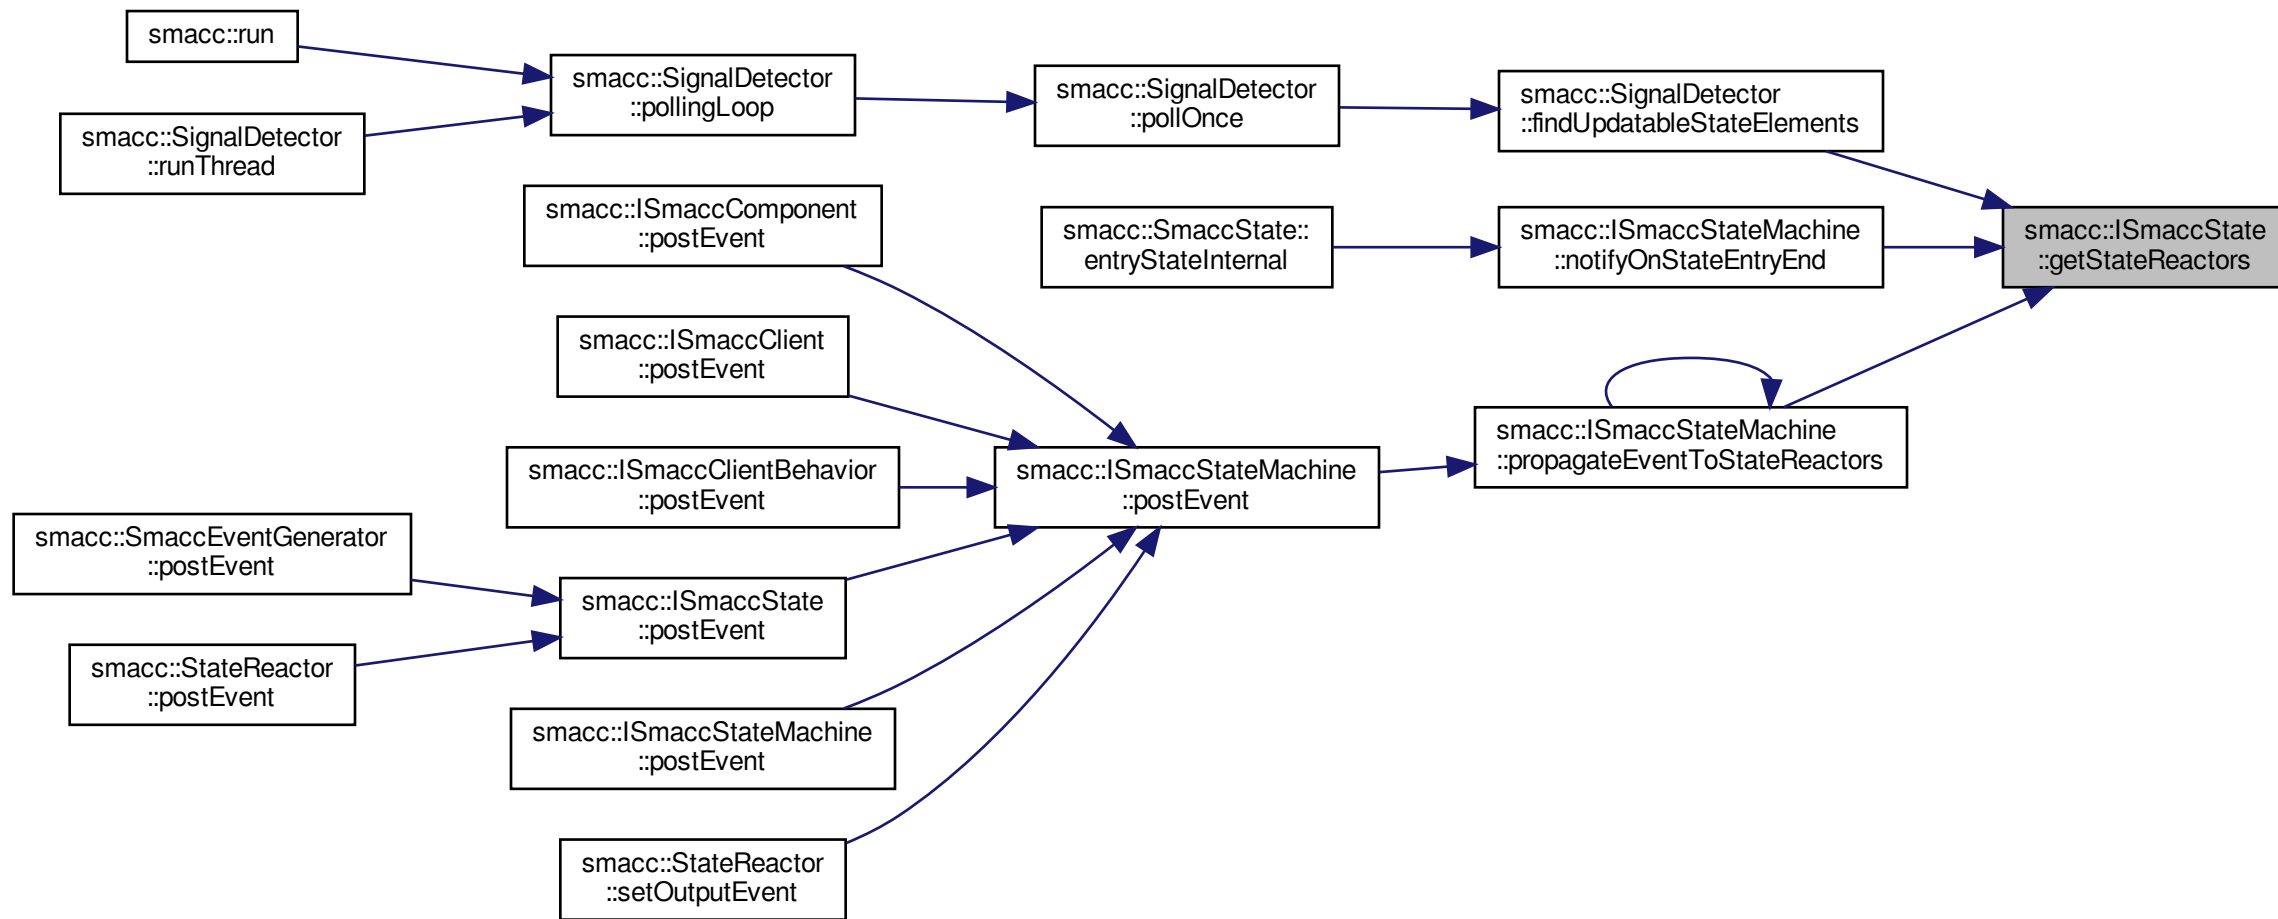 smacc::run
smacc::SignalDetector
::runThread
smacc::SignalDetector
::pollingLoop
smacc::SignalDetector
::pollOnce
smacc::SignalDetector
::findUpdatableStateElements
smacc::ISmaccComponent
::postEvent
smacc::SmaccState::
entryStateInternal
smacc::ISmaccStateMachine
::notifyOnStateEntryEnd
smacc::ISmaccState
::getStateReactors
smacc::ISmaccClient
::postEvent
smacc::ISmaccClientBehavior
::postEvent
smacc::ISmaccStateMachine
::postEvent
smacc::ISmaccStateMachine
::propagateEventToStateReactors
smacc::SmaccEventGenerator
::postEvent
smacc::StateReactor
::postEvent
smacc::ISmaccState
::postEvent
smacc::ISmaccStateMachine
::postEvent
smacc::StateReactor
::setOutputEvent